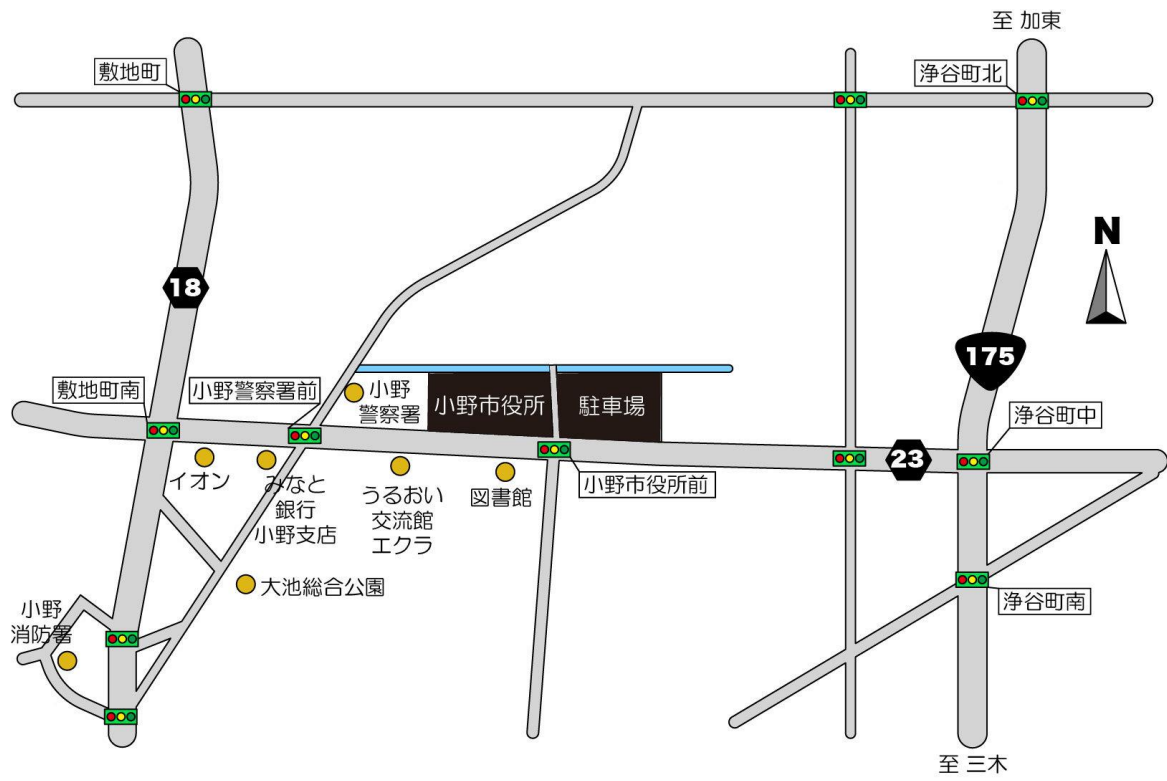 至 加東
敷地町
浄谷町北
N
18
175
敷地町南
小野警察署前
小野
警察署
小野市役所
駐車場
浄谷町中
23
イオン
みなと
銀行
小野支店
うるおい
交流館
エクラ
図書館
小野市役所前
大池総合公園
浄谷町南
小野
消防署
至 三木